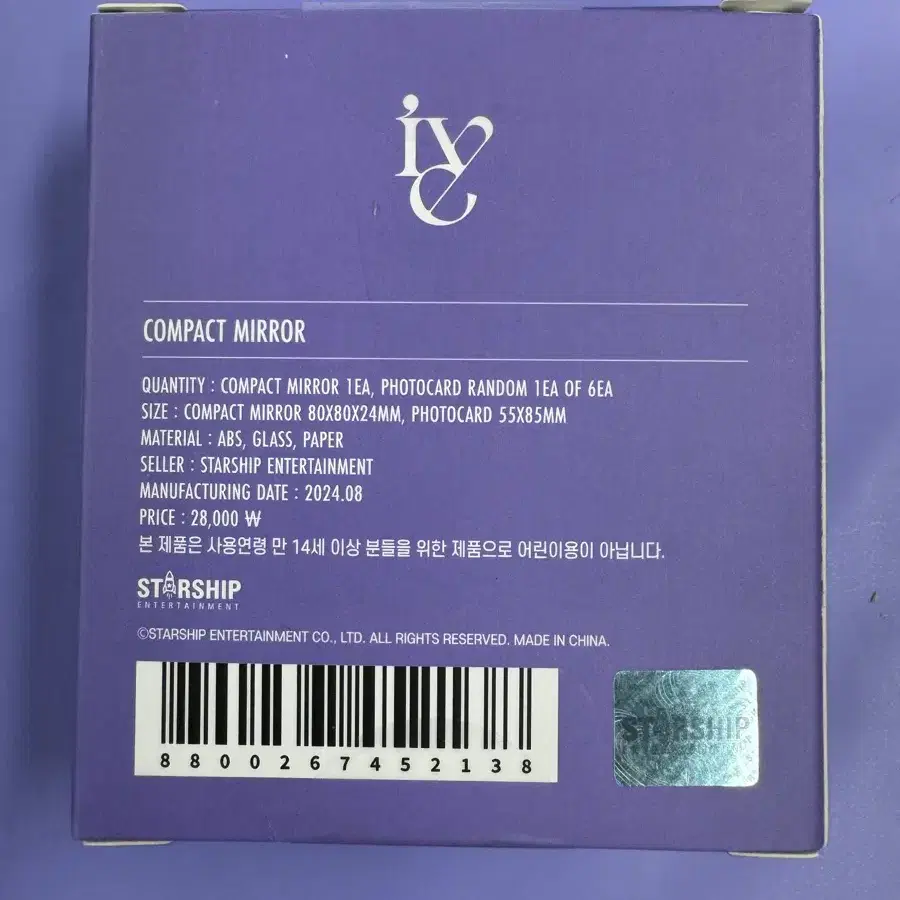 ive
COMPACT MIRROR
QUANTITY : COMPACT MIRROR 1EA, PHOTOCARD RANDOM 1EA OF 6EA
SIZE : COMPACT MIRROR 80X80X24MM, PHOTOCARD 55X85MM
MATERIAL : ABS, GLASS, PAPER
SELLER : STARSHIP ENTERTAINMENT
MANUFACTURING DATE : 2024.08
PRICE : 28,000 ₩
본 제품은 사용연령 만 14세 이상 분들을 위한 제품으로 어린이용이 아닙니다.
STARSHIP
ENTERTAINMENT
©STARSHIP ENTERTAINMENT CO., LTD. ALL RIGHTS RESERVED. MADE IN CHINA.
8800267452138
STARSHIP